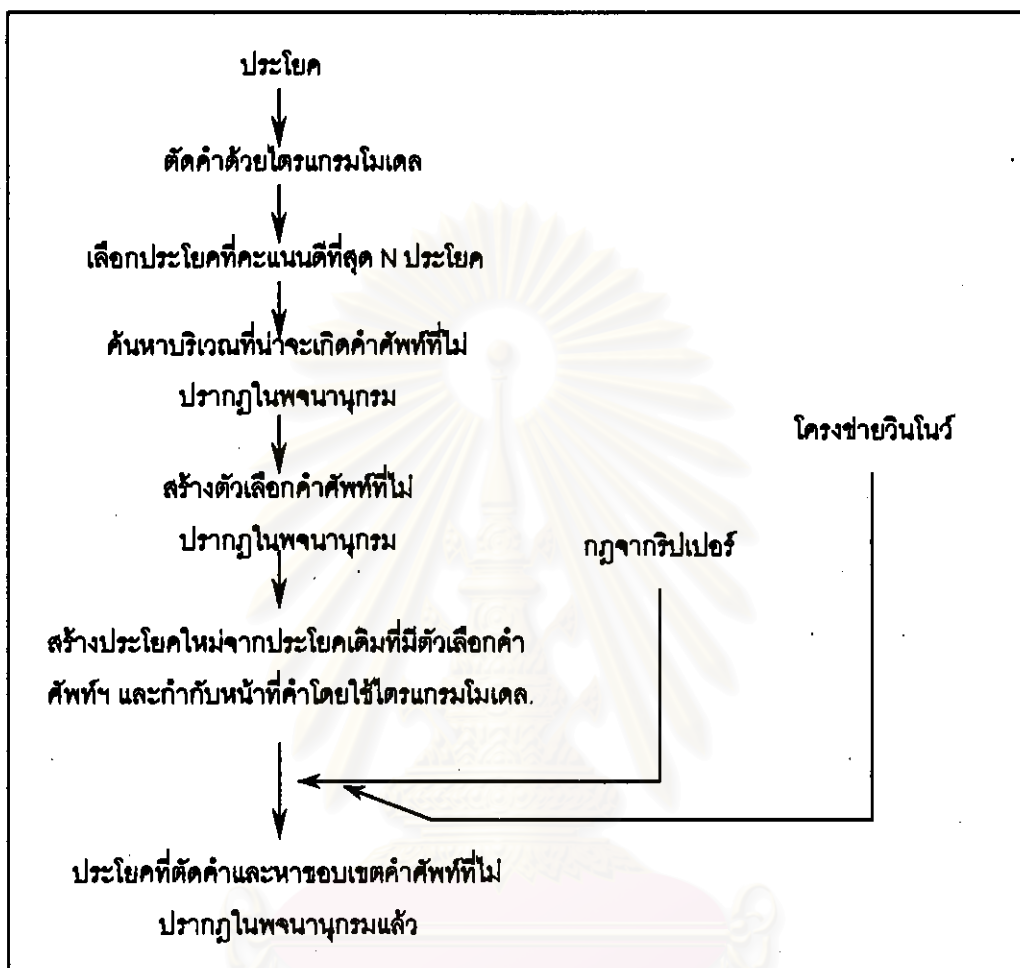 ประโยค
ตัดคำด้วยไตรแกรมโมเดล
เลือกประโยคที่คะแนนดีที่สุด N ประโยค
ค้นหาบริเวณที่น่าจะเกิดคำศัพท์ที่ไม่
ปรากฏในพจนานุกรม
โครงข่ายวินโนว์
สร้างตัวเลือกคำศัพท์ที่ไม่
ปรากฏในพจนานุกรม
กฎจากริปเปอร์
สร้างประโยคใหม่จากประโยคเดิมที่มีตัวเลือกคำ
ศัพท์ฯ และกำกับหน้าที่คำโดยใช้ไตรแกรมโมเดล.
ประโยคที่ตัดคำและหาขอบเขตคำศัพท์ที่ไม่
ปรากฏในพจนานุกรมแล้ว